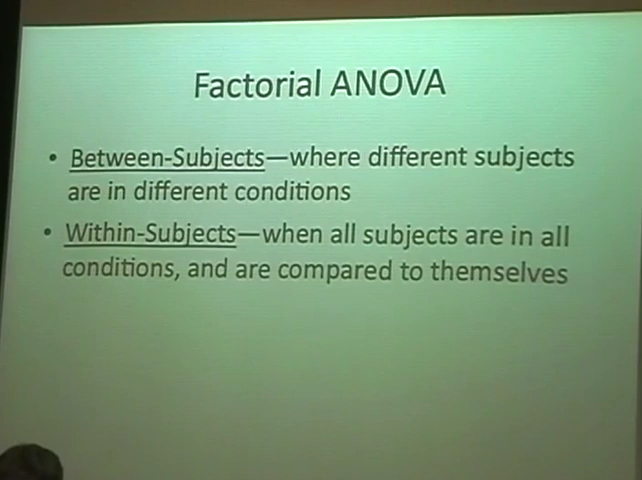 Factorial ANOVA
• Between-Subjects—where different subjects
are in different conditions
• Within-Subjects—when all subjects are in all
conditions, and are compared to themselves